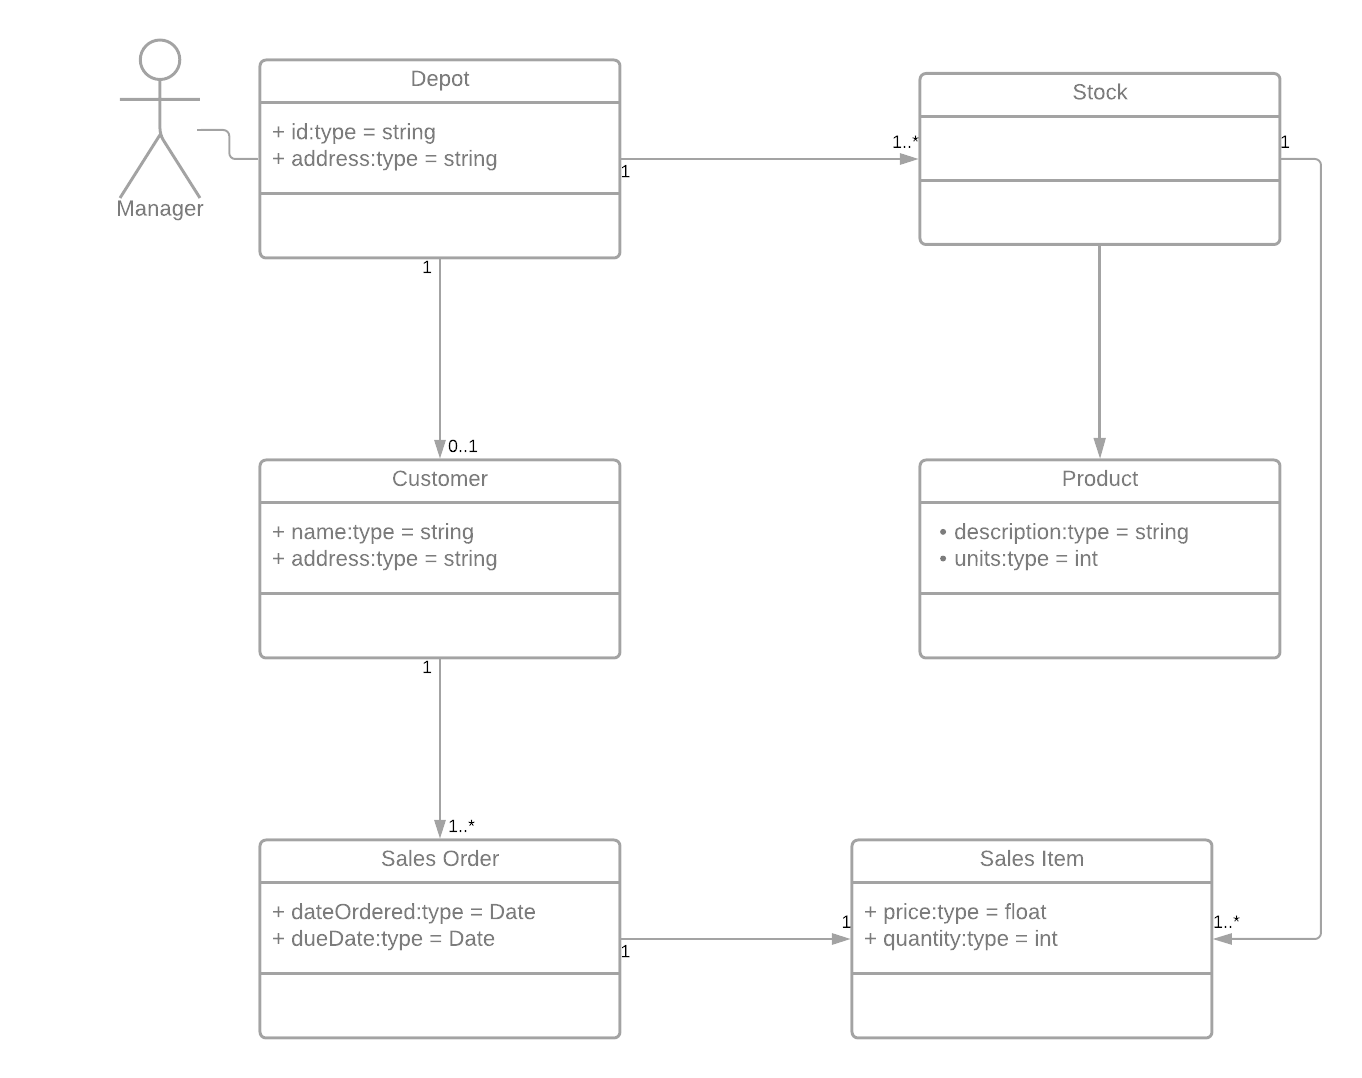 Manager
Depot
+ id:type = string
+ address:type = string
1
1
1..*
Stock
1
0..1
Customer
+ name:type = string
+ address:type = string
1
Product
• description:type = string
• units:type = int
1..*
Sales Order
+ dateOrdered:type = Date
+ dueDate:type = Date
1
1
Sales Item
+ price:type = float
+ quantity:type = int
1..*